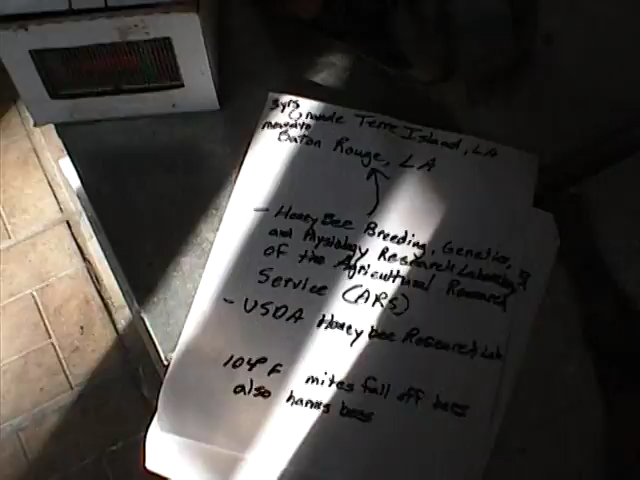 3yrs
Grande Terre Island, LA
Baton Rouge, LA
- Honey Bee Breeding, Genetics,
and Physiology Research Laboratory
of the Agricultural Research
Service (ARS)
- USDA Honey bee Research Lab
104° F mites fall off bees
also harms bees